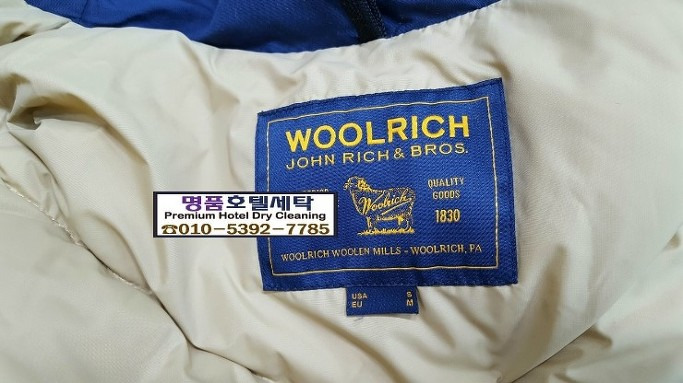 WOOLRICH
JOHN RICH & BROS.
QUALITY
GOODS
Woolrich
1830
명품호텔세탁
Premium Hotel Dry Cleaning
☎010-5392-7785
WOOLRICH WOOLEN MILLS - WOOLRICH, PA
USA S
EU M